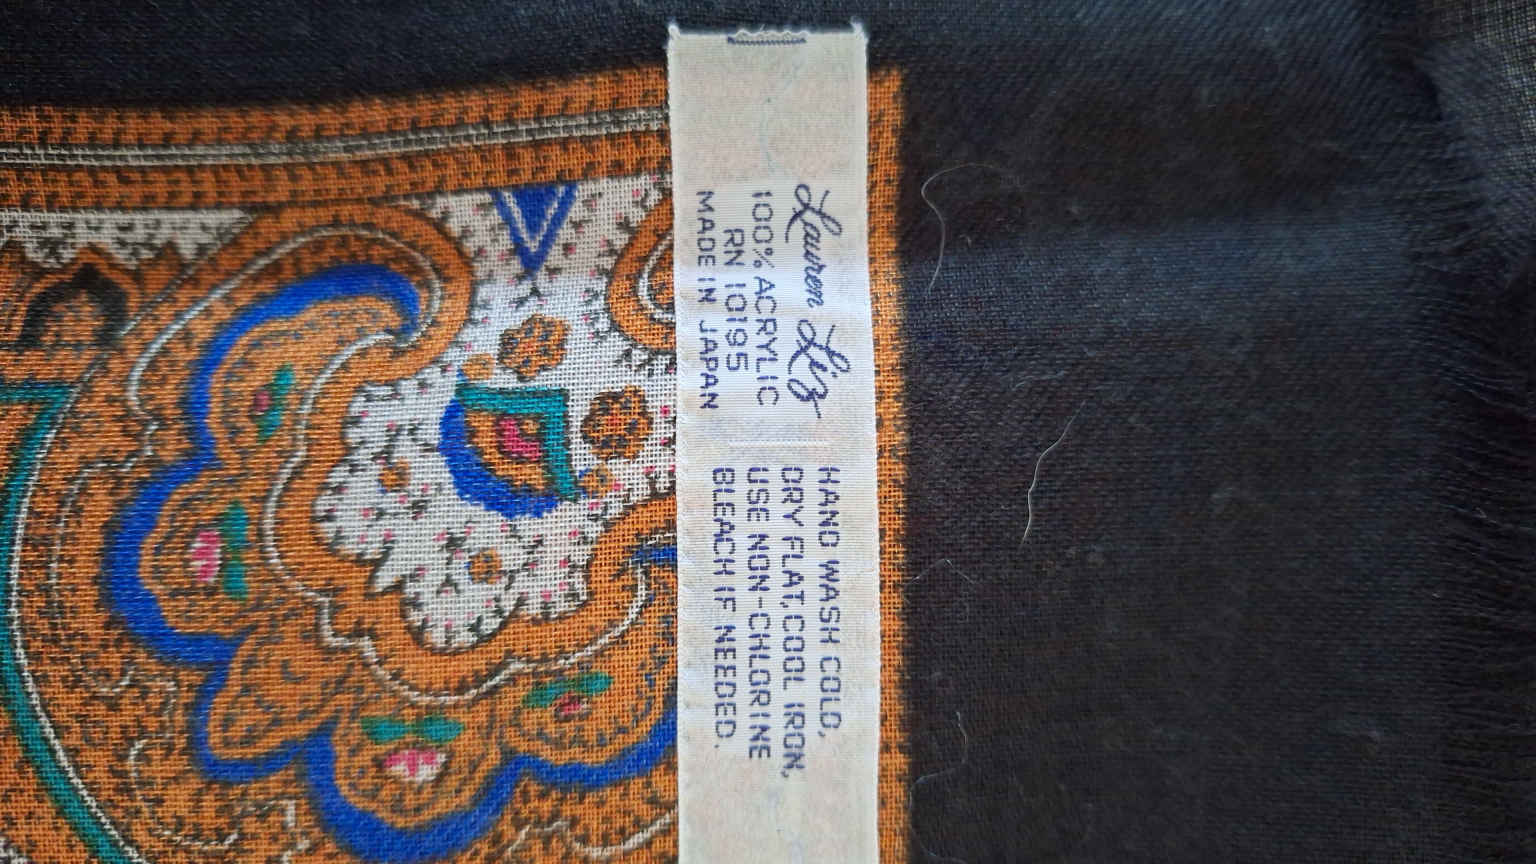 Lauren Liz
100% ACRYLIC
RN 10195
MADE IN JAPAN
HAND WASH COLD,
DRY FLAT, COOL IRON,
USE NON-CHLORINE
BLEACH IF NEEDED.